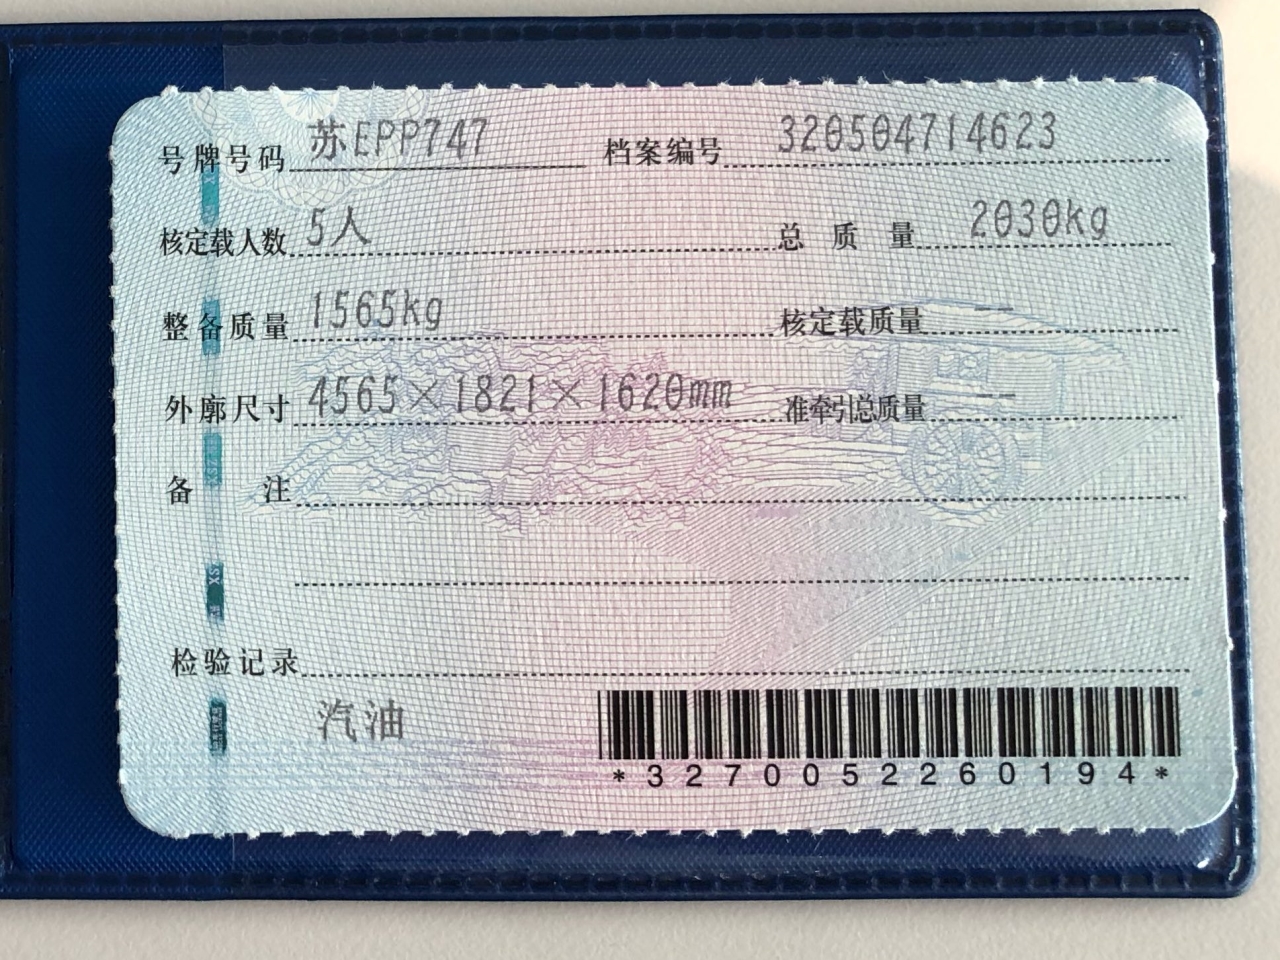 号牌号码 苏EPP747 档案编号 320504714623
核定载人数 5人 总质量 2030kg
整备质量 1565kg 核定载质量 --
外廓尺寸 4565×1821×1620mm 准牵引总质量 --
备注
检验记录
汽油
*3270052260194*